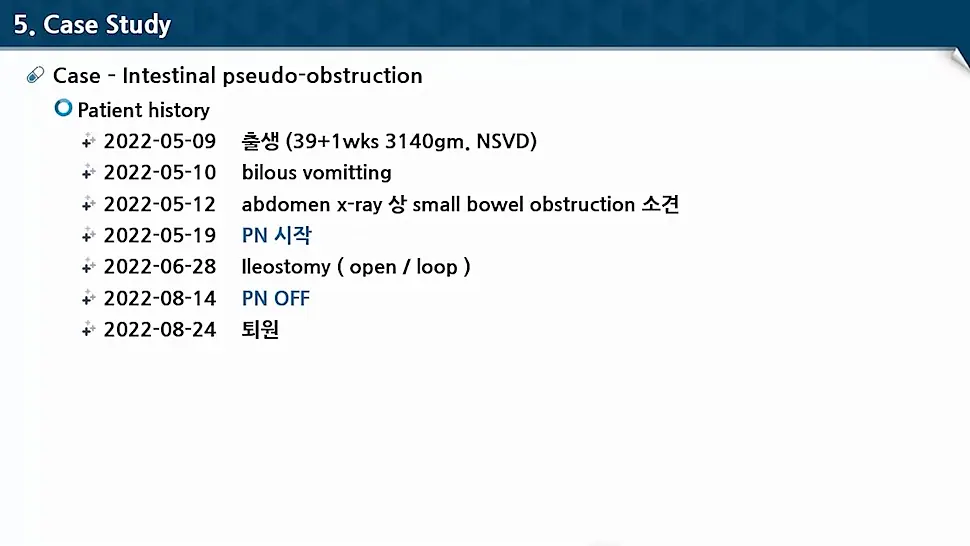 5. Case Study
Case - Intestinal pseudo-obstruction
Patient history
2022-05-09 출생 (39+1wks 3140gm. NSVD)
2022-05-10 bilous vomitting
2022-05-12 abdomen x-ray 상 small bowel obstruction 소견
2022-05-19 PN 시작
2022-06-28 Ileostomy ( open / loop )
2022-08-14 PN OFF
2022-08-24 퇴원